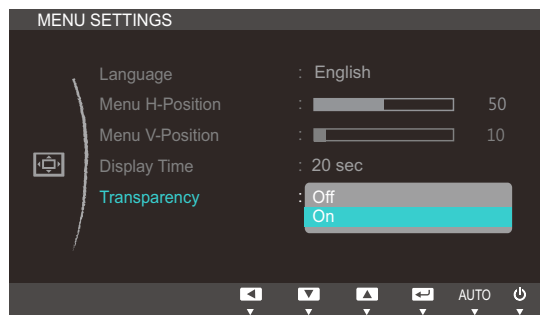 MENU SETTINGS
Language : English
Menu H-Position : 50
Menu V-Position : 10
Display Time : 20 sec
Transparency : Off
On
AUTO